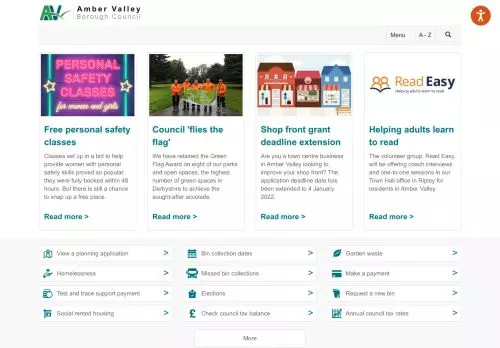 Amber Valley
Borough Council
Menu
A - Z
PERSONAL
SAFETY
CLASSES
for women and girls
Read Easy
Helping adults learn to read
Free personal safety
classes
Classes set up in a bid to help
provide women with personal
safety skills proved so popular
they were fully booked within 48
hours. But there is still a chance
to snap up a free place.
Read more >
Council 'flies the
flag'
We have retained the Green
Flag Award on eight of our parks
and open spaces; the highest
number of green spaces in
Derbyshire to achieve the
sought-after accolade.
Read more >
Shop front grant
deadline extension
Are you a town centre business
in Amber Valley looking to
improve your shop front? The
application deadline date has
been extended to 4 January
2022.
Read more >
Helping adults learn
to read
The volunteer group, Read Easy,
will be offering coach interviews
and one-to-one sessions in our
Town Hall office in Ripley for
residents in Amber Valley.
Read more >
View a planning application >
Bin collection dates >
Garden waste >
Homelessness >
Missed bin collections >
Make a payment >
Test and trace support payment >
Elections >
Request a new bin >
Social rented housing >
£ Check council tax balance >
Annual council tax rates >
More